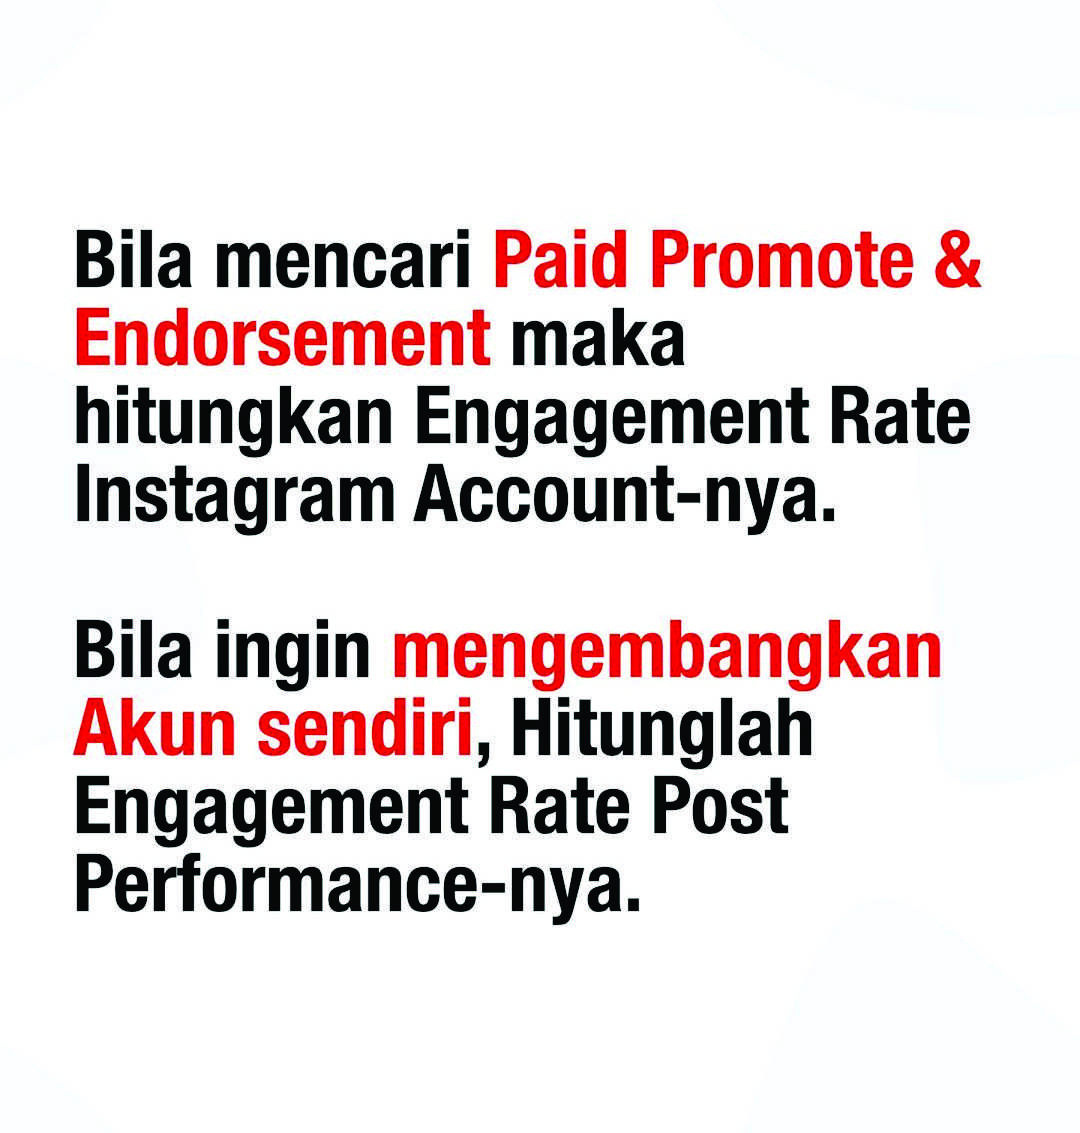 Bila mencari Paid Promote &
Endorsement maka
hitungkan Engagement Rate
Instagram Account-nya.
Bila ingin mengembangkan
Akun sendiri, Hitunglah
Engagement Rate Post
Performance-nya.